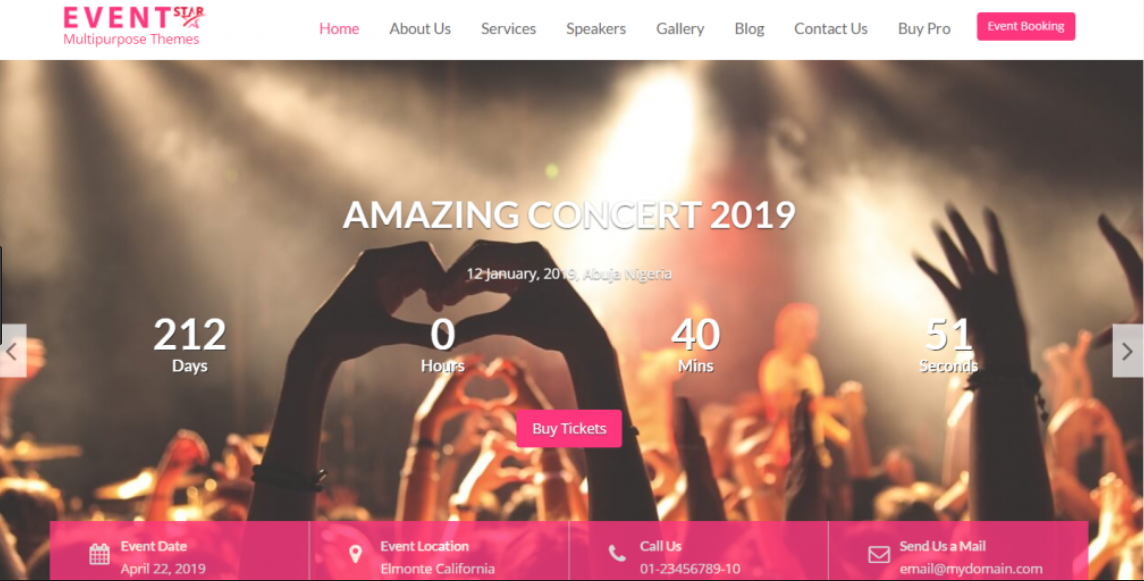 EVENT STAR
Multipurpose Themes
Home About Us Services Speakers Gallery Blog Contact Us Buy Pro Event Booking
AMAZING CONCERT 2019
12 January, 2019, Abuja Nigeria
212 0 40 51
Days Hours Mins Seconds
Buy Tickets
Event Date Event Location Call Us Send Us a Mail
April 22, 2019 Elmonte California 01-23456789-10 email@mydomain.com